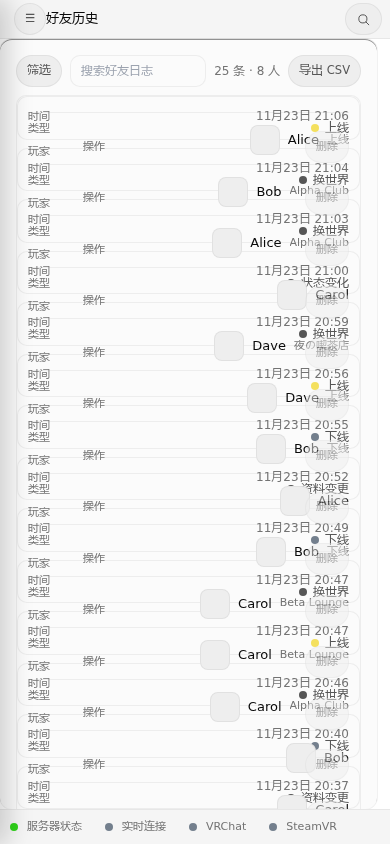 ☰ 好友历史
筛选 搜索好友日志 25 条 · 8 人 导出 CSV
时间 11月23日 21:06
类型 上线
Alice 上线
玩家 操作 删除
时间 11月23日 21:04
类型 换世界
Bob Alpha Club
玩家 操作 删除
时间 11月23日 21:03
类型 换世界
Alice Alpha Club
玩家 操作 删除
时间 11月23日 21:00
类型 状态变化
Carol
玩家 操作 删除
时间 11月23日 20:59
类型 换世界
Dave 夜の喫茶店
玩家 操作 删除
时间 11月23日 20:56
类型 上线
Dave 上线
玩家 操作 删除
时间 11月23日 20:55
类型 下线
Bob 下线
玩家 操作 删除
时间 11月23日 20:52
类型 资料变更
Alice
玩家 操作 删除
时间 11月23日 20:49
类型 下线
Bob 下线
玩家 操作 删除
时间 11月23日 20:47
类型 换世界
Carol Beta Lounge
玩家 操作 删除
时间 11月23日 20:47
类型 上线
Carol Beta Lounge
玩家 操作 删除
时间 11月23日 20:46
类型 换世界
Carol Alpha Club
玩家 操作 删除
时间 11月23日 20:40
类型 下线
Bob
玩家 操作 删除
时间 11月23日 20:37
类型 资料变更
Carol
服务器状态 实时连接 VRChat SteamVR